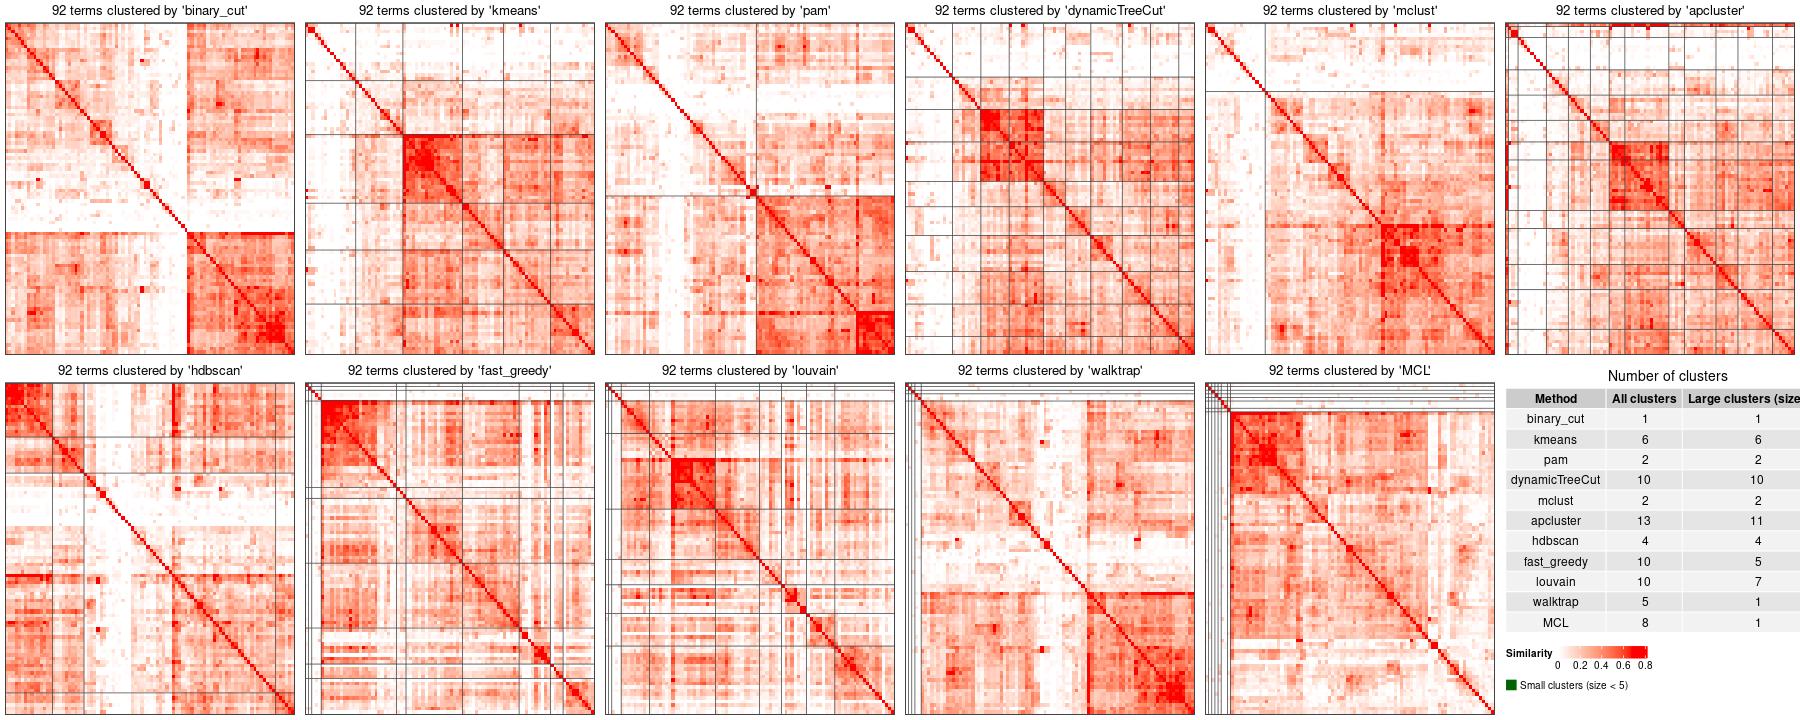 92 terms clustered by 'binary_cut'
92 terms clustered by 'kmeans'
92 terms clustered by 'pam'
92 terms clustered by 'dynamicTreeCut'
92 terms clustered by 'mclust'
92 terms clustered by 'apcluster'
92 terms clustered by 'hdbscan'
92 terms clustered by 'fast_greedy'
92 terms clustered by 'louvain'
92 terms clustered by 'walktrap'
92 terms clustered by 'MCL'
Number of clusters
Method All clusters Large clusters (size
binary_cut 1 1
kmeans 6 6
pam 2 2
dynamicTreeCut 10 10
mclust 2 2
apcluster 13 11
hdbscan 4 4
fast_greedy 10 5
louvain 10 7
walktrap 5 1
MCL 8 1
Similarity
0 0.2 0.4 0.6 0.8
Small clusters (size < 5)